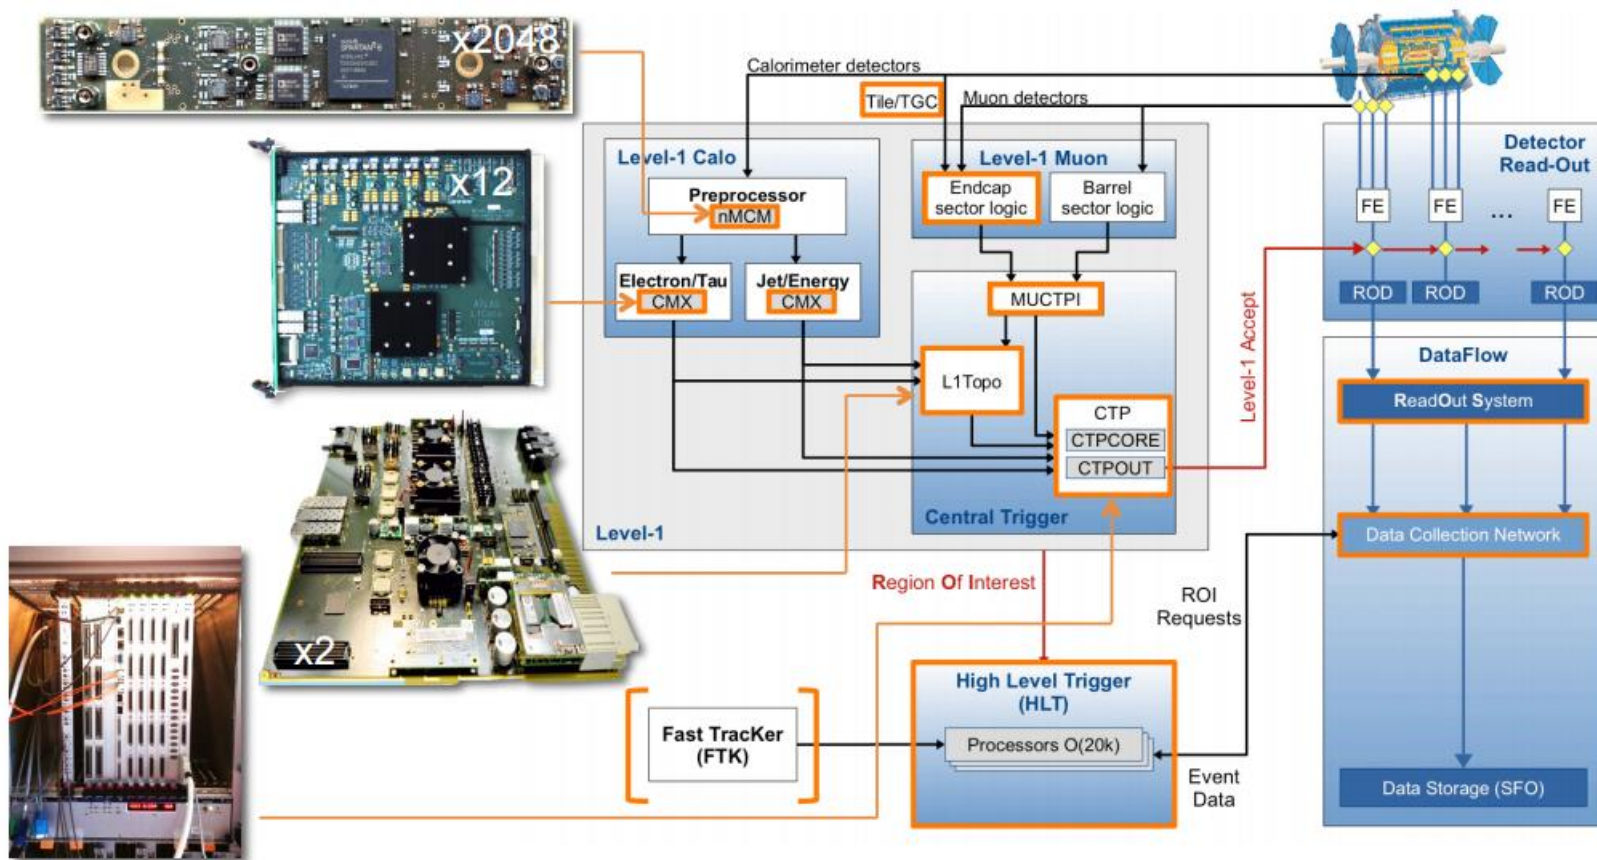 x2048
SPARTAN-6
x12
x2
Calorimeter detectors
Tile/TGC
Muon detectors
Level-1 Calo
Preprocessor
nMCM
Electron/Tau
CMX
Jet/Energy
CMX
Level-1 Muon
Endcap
sector logic
Barrel
sector logic
MUCTPI
L1Topo
CTP
CTPCORE
CTPOUT
Central Trigger
Level-1
Level-1 Accept
Region Of Interest
Fast TracKer
(FTK)
High Level Trigger
(HLT)
Processors O(20k)
ROI
Requests
Event
Data
Detector
Read-Out
FE
FE
...
FE
ROD
ROD
ROD
DataFlow
ReadOut System
Data Collection Network
Data Storage (SFO)